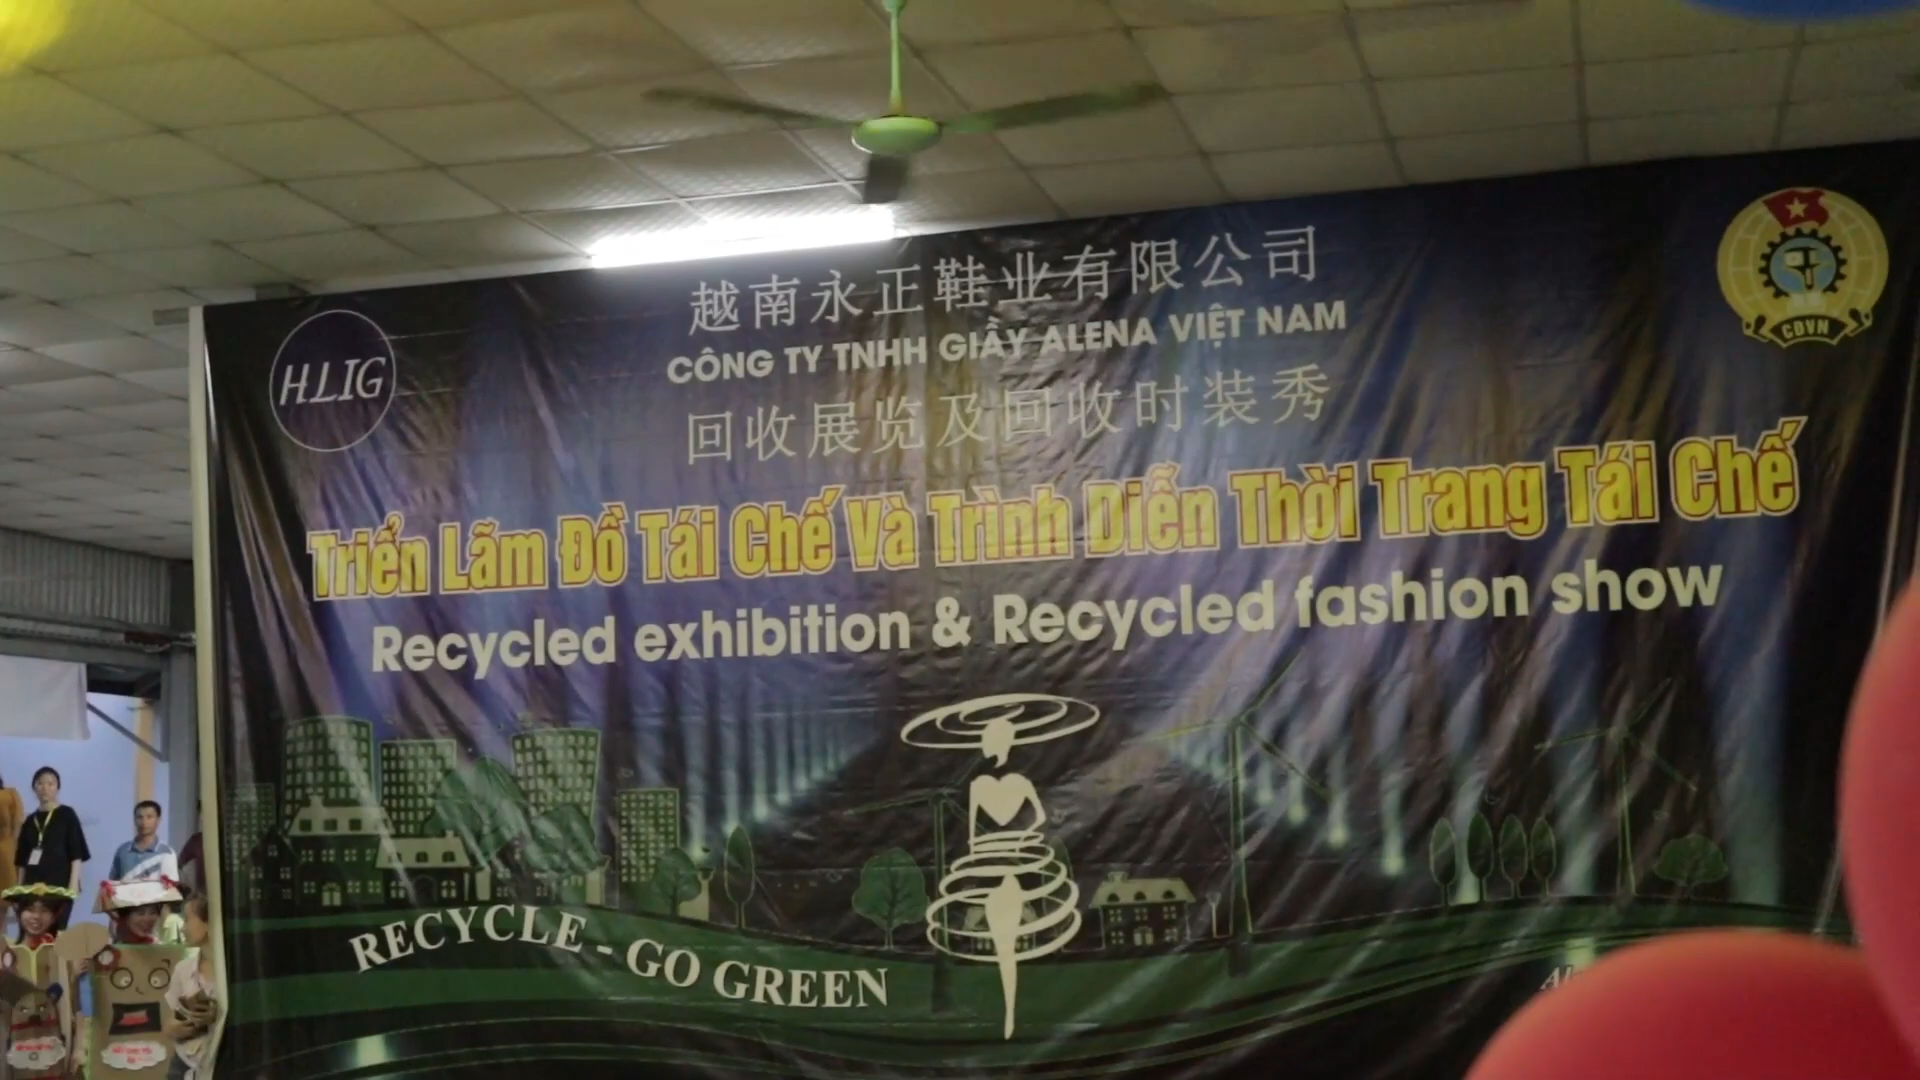 越南永正鞋业有限公司
CÔNG TY TNHH GIẦY ALENA VIỆT NAM
H.LIG
CĐVN
回收展览及回收时装秀
Triển Lãm Đồ Tái Chế Và Trình Diễn Thời Trang Tái Chế
Recycled exhibition & Recycled fashion show
RECYCLE - GO GREEN